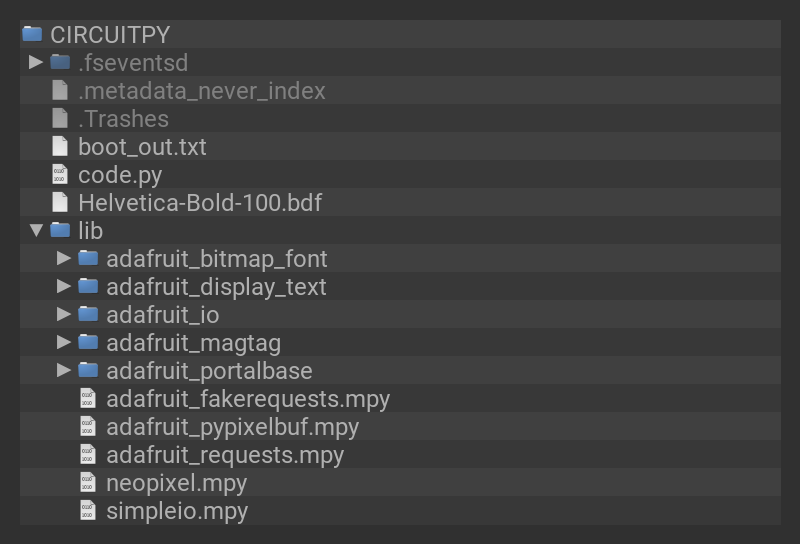 CIRCUITPY
.fseventsd
.metadata_never_index
.Trashes
boot_out.txt
code.py
Helvetica-Bold-100.bdf
lib
adafruit_bitmap_font
adafruit_display_text
adafruit_io
adafruit_magtag
adafruit_portalbase
adafruit_fakerequests.mpy
adafruit_pypixelbuf.mpy
adafruit_requests.mpy
neopixel.mpy
simpleio.mpy